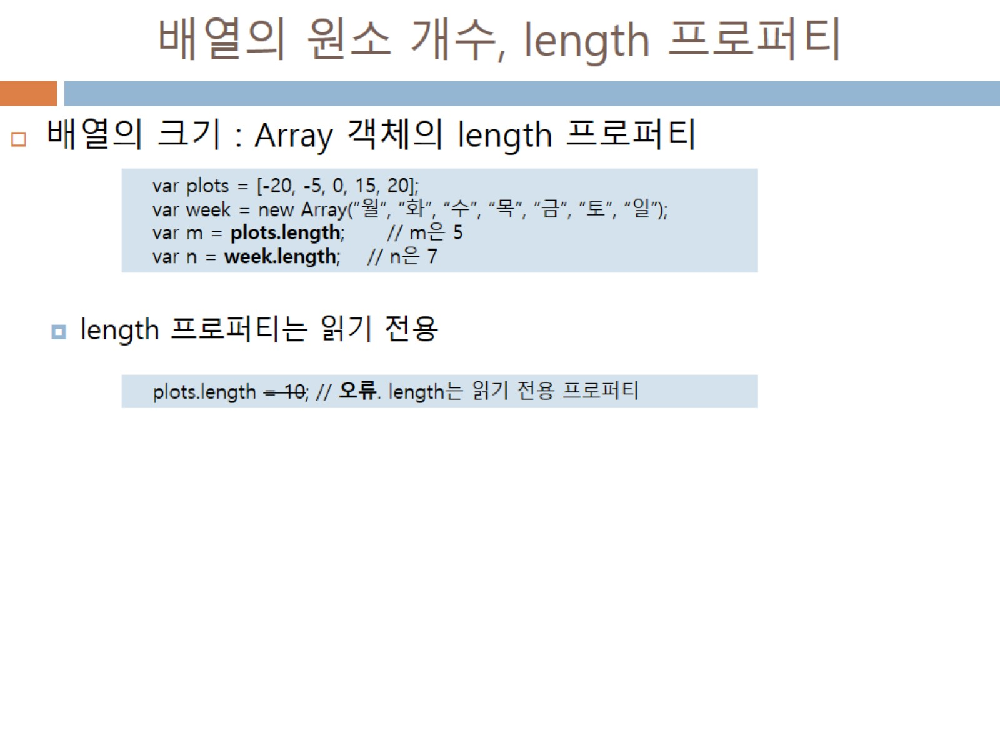 배열의 원소 개수, length 프로퍼티
배열의 크기 : Array 객체의 length 프로퍼티
var plots = [-20, -5, 0, 15, 20];
var week = new Array(“월”, “화”, “수”, “목”, “금”, “토”, “일”);
var m = plots.length; // m은 5
var n = week.length; // n은 7
length 프로퍼티는 읽기 전용
plots.length = 10; // 오류. length는 읽기 전용 프로퍼티